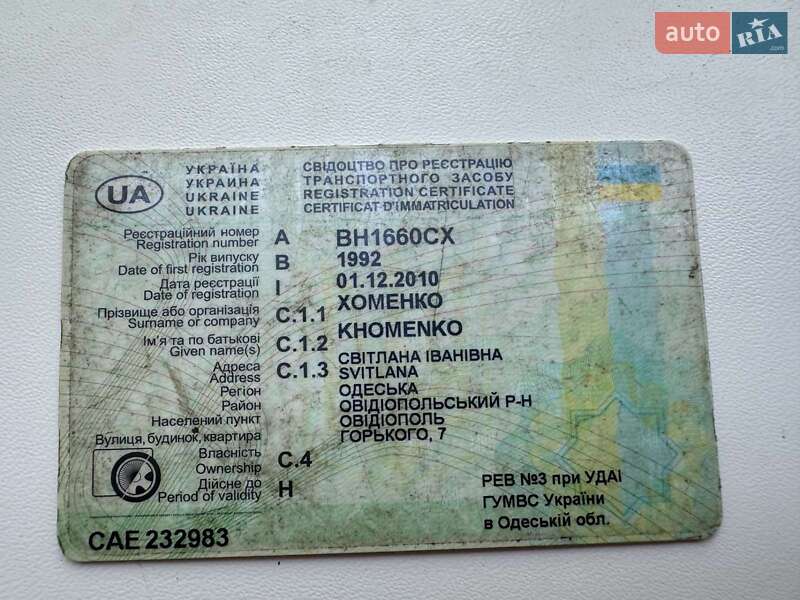 auto RIA.com
UA
УКРАЇНА
УКРАИНА
UKRAINE
UKRAINE
СВІДОЦТВО ПРО РЕЄСТРАЦІЮ
ТРАНСПОРТНОГО ЗАСОБУ
REGISTRATION CERTIFICATE
CERTIFICAT D'IMMATRICULATION
Реєстраційний номер
Registration number A BH1660CX
Рік випуску
Date of first registration B 1992
Дата реєстрації
Date of registration I 01.12.2010
Прізвище або організація
Surname or company C.1.1 ХОМЕНКО
KHOMENKO
Ім'я та по батькові
Given name(s) C.1.2 СВІТЛАНА ІВАНІВНА
SVITLANA
Адреса
Address C.1.3
Регіон ОДЕСЬКА
Район ОВІДІОПОЛЬСЬКИЙ Р-Н
Населений пункт ОВІДІОПОЛЬ
Вулиця, будинок, квартира ГОРЬКОГО, 7
Власність
Ownership C.4
Дійсне до
Period of validity H
РЕВ №3 при УДАІ
ГУМВС України
в Одеській обл.
CAE 232983